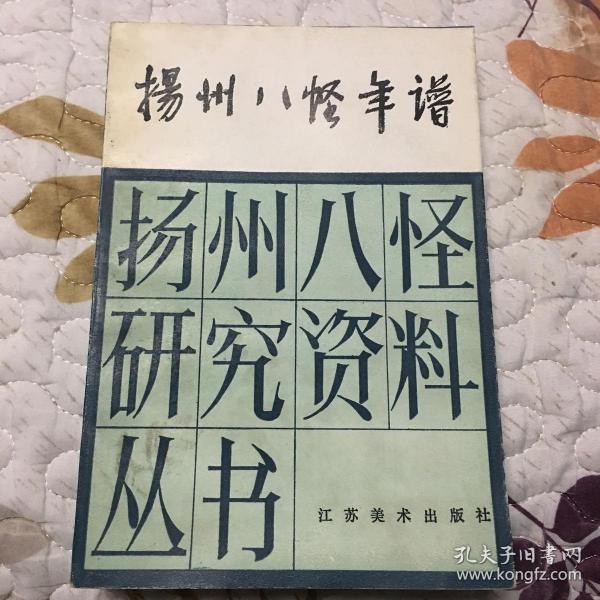 揚州八怪年谱
扬州八怪
研究资料
丛书
江苏美术出版社
孔夫子旧书网
www.kongfz.com